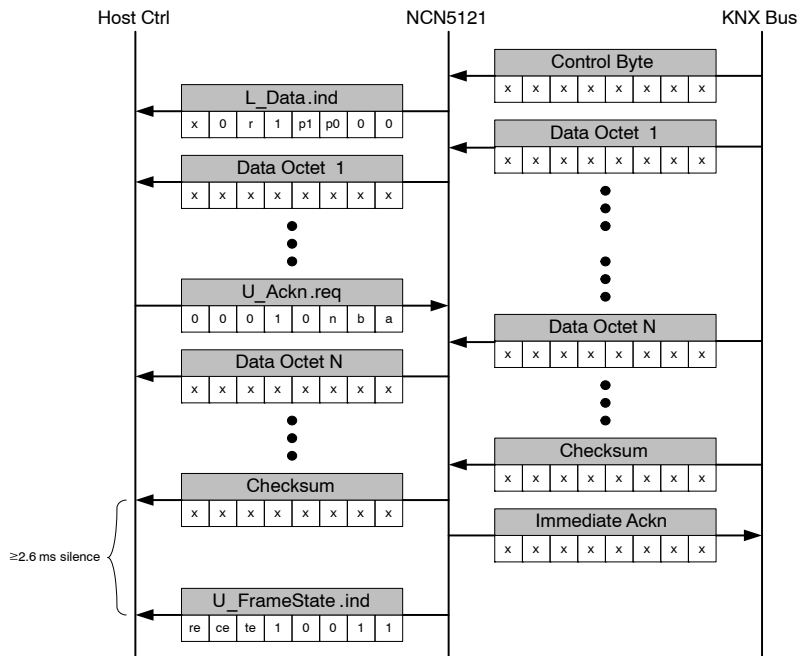 Host Ctrl NCN5121 KNX Bus
Control Byte
x x x x x x x x
L_Data.ind
x 0 r 1 p1 p0 0 0
Data Octet 1
x x x x x x x x
Data Octet 1
x x x x x x x x
U_Ackn.req
0 0 0 1 0 n b a
Data Octet N
x x x x x x x x
Data Octet N
x x x x x x x x
Checksum
x x x x x x x x
Checksum
x x x x x x x x
Immediate Ackn
x x x x x x x x
≥2.6 ms silence
U_FrameState.ind
re ce te 1 0 0 1 1